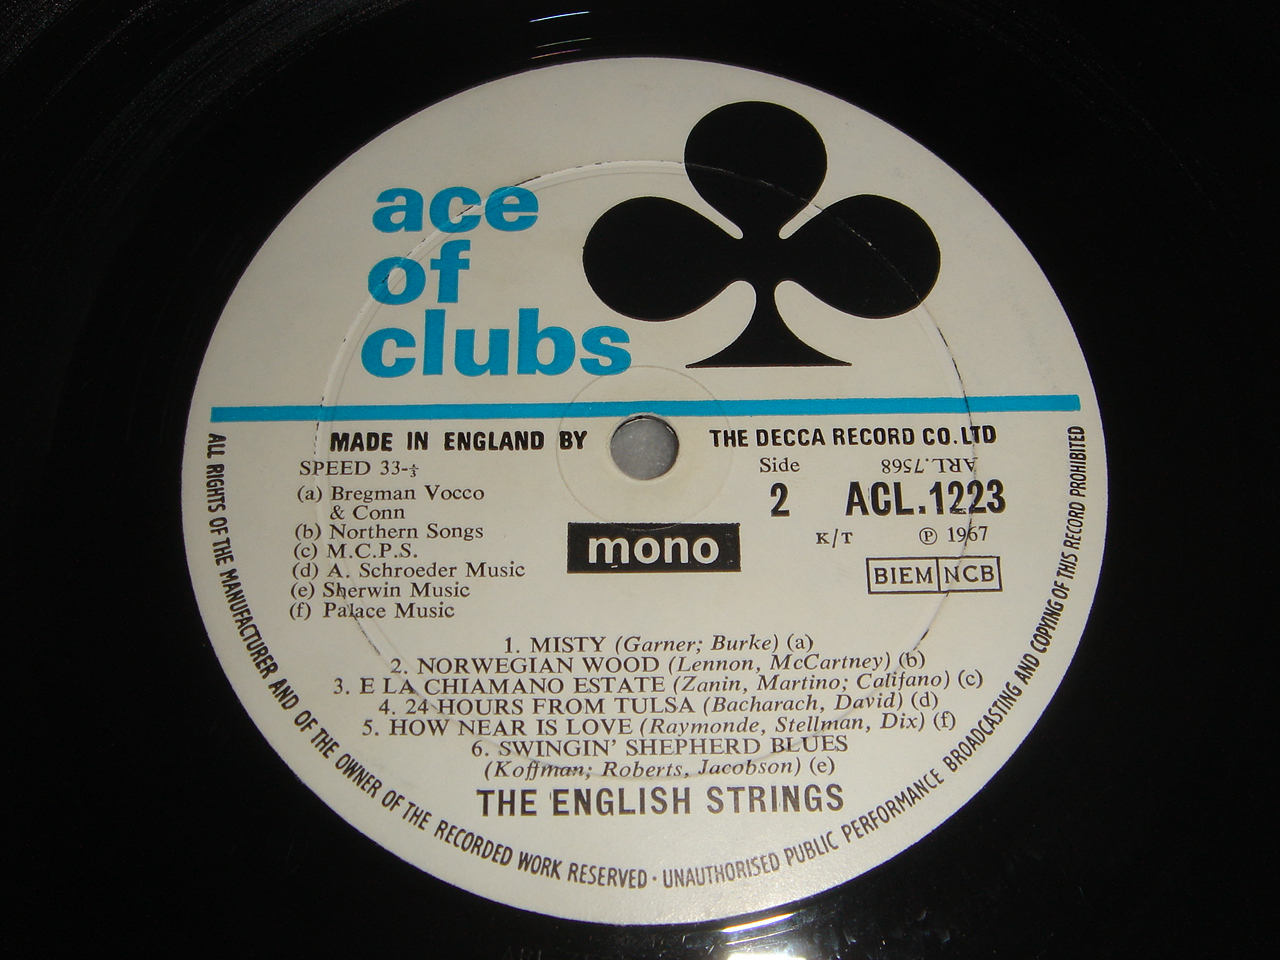 ace
of
clubs
MADE IN ENGLAND BY THE DECCA RECORD CO. LTD
SPEED 33-⅓
(a) Bregman Vocco
& Conn
(b) Northern Songs
(c) M.C.P.S.
(d) A. Schroeder Music
(e) Sherwin Music
(f) Palace Music
mono
Side
2
ARL.7568
ACL.1223
K/T ℗ 1967
BIEM NCB
1. MISTY (Garner; Burke) (a)
2. NORWEGIAN WOOD (Lennon, McCartney) (b)
3. E LA CHIAMANO ESTATE (Zanin, Martino; Califano) (c)
4. 24 HOURS FROM TULSA (Bacharach, David) (d)
5. HOW NEAR IS LOVE (Raymonde, Stellman, Dix) (f)
6. SWINGIN' SHEPHERD BLUES
(Koffman; Roberts, Jacobson) (e)
THE ENGLISH STRINGS
ALL RIGHTS OF THE MANUFACTURER AND OF THE OWNER OF THE RECORDED WORK RESERVED · UNAUTHORISED PUBLIC PERFORMANCE BROADCASTING AND COPYING OF THIS RECORD PROHIBITED